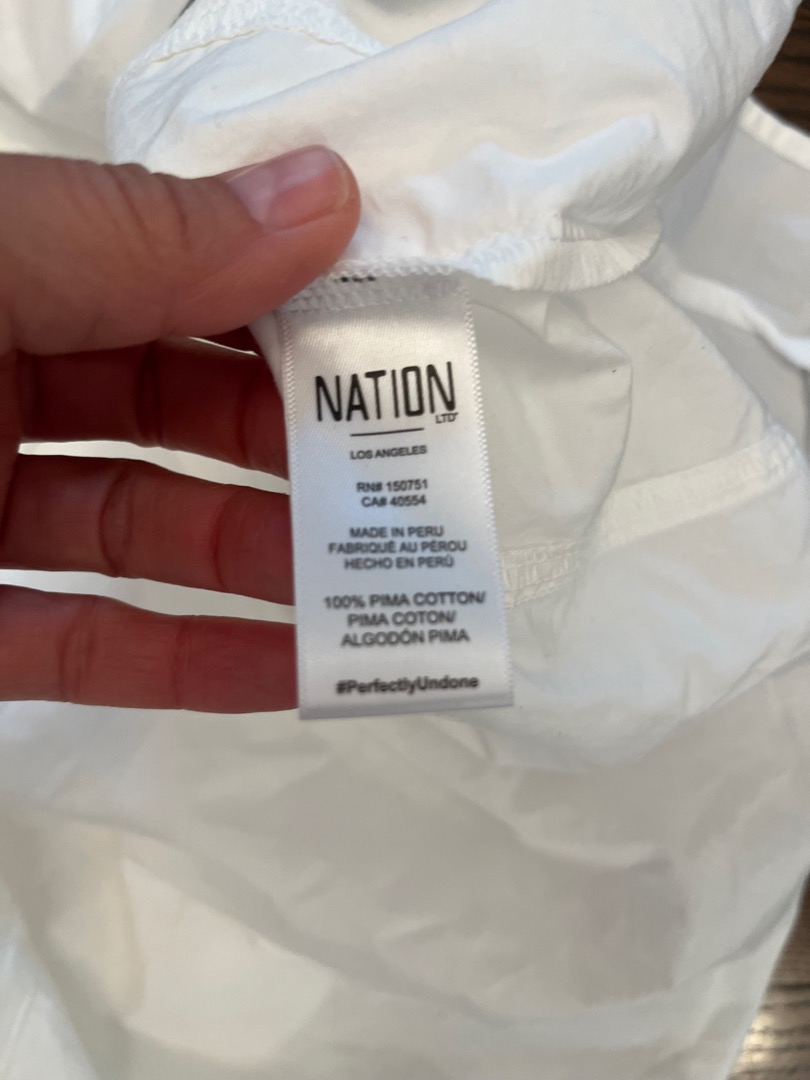 NATION
LTD
LOS ANGELES
RN# 150751
CA# 40554
MADE IN PERU
FABRIQUÉ AU PÉROU
HECHO EN PERÚ
100% PIMA COTTON/
PIMA COTON/
ALGODÓN PIMA
#PerfectlyUndone